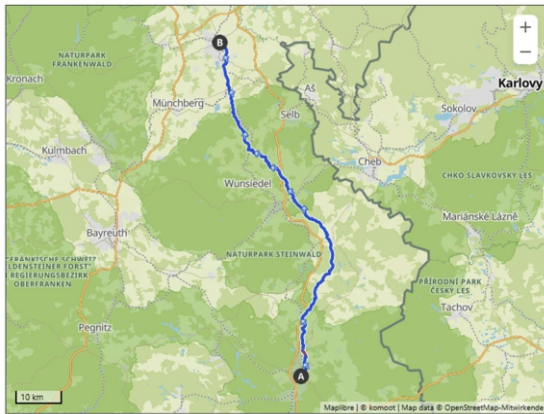 NATURPARK
FRANKENWALD
Kronach
Münchberg
Aš
Selb
Karlovy
Sokolov
Kulmbach
Cheb
Wunsiedel
CHKO SLAVKOVSKÝ LES
Bayreuth
Mariánské Lázně
NATURPARK STEINWALD
"FRÄNKISCHE SCHWEIZ
LDENSTEINER FORST"
REGIERUNGSBEZIRK
OBERFRANKEN
PŘÍRODNÍ PARK
ČESKÝ LES
Tachov
Pegnitz
A
B
+
−
10 km
Maplibre | © komoot | Map data © OpenStreetMap-Mitwirkende